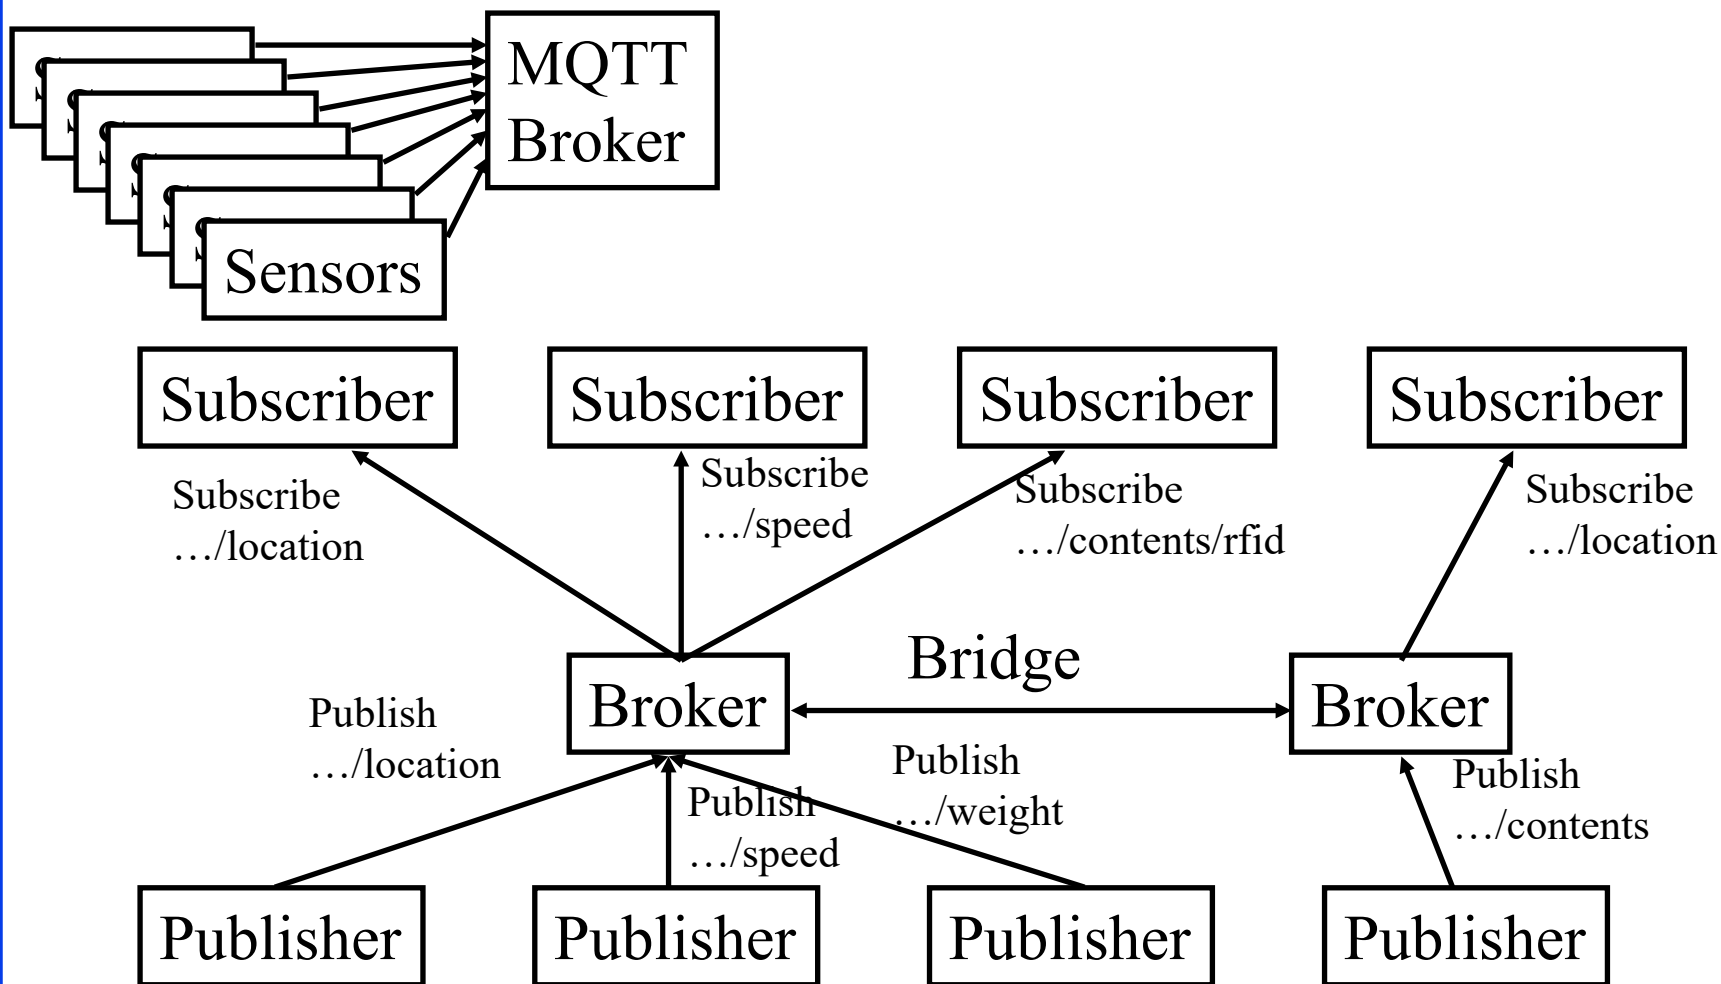 MQTT
Broker
Sensors
Subscriber
Subscriber
Subscriber
Subscriber
Subscribe
…/location
Subscribe
…/speed
Subscribe
…/contents/rfid
Subscribe
…/location
Bridge
Broker
Broker
Publish
…/location
Publish
…/speed
Publish
…/weight
Publish
…/contents
Publisher
Publisher
Publisher
Publisher